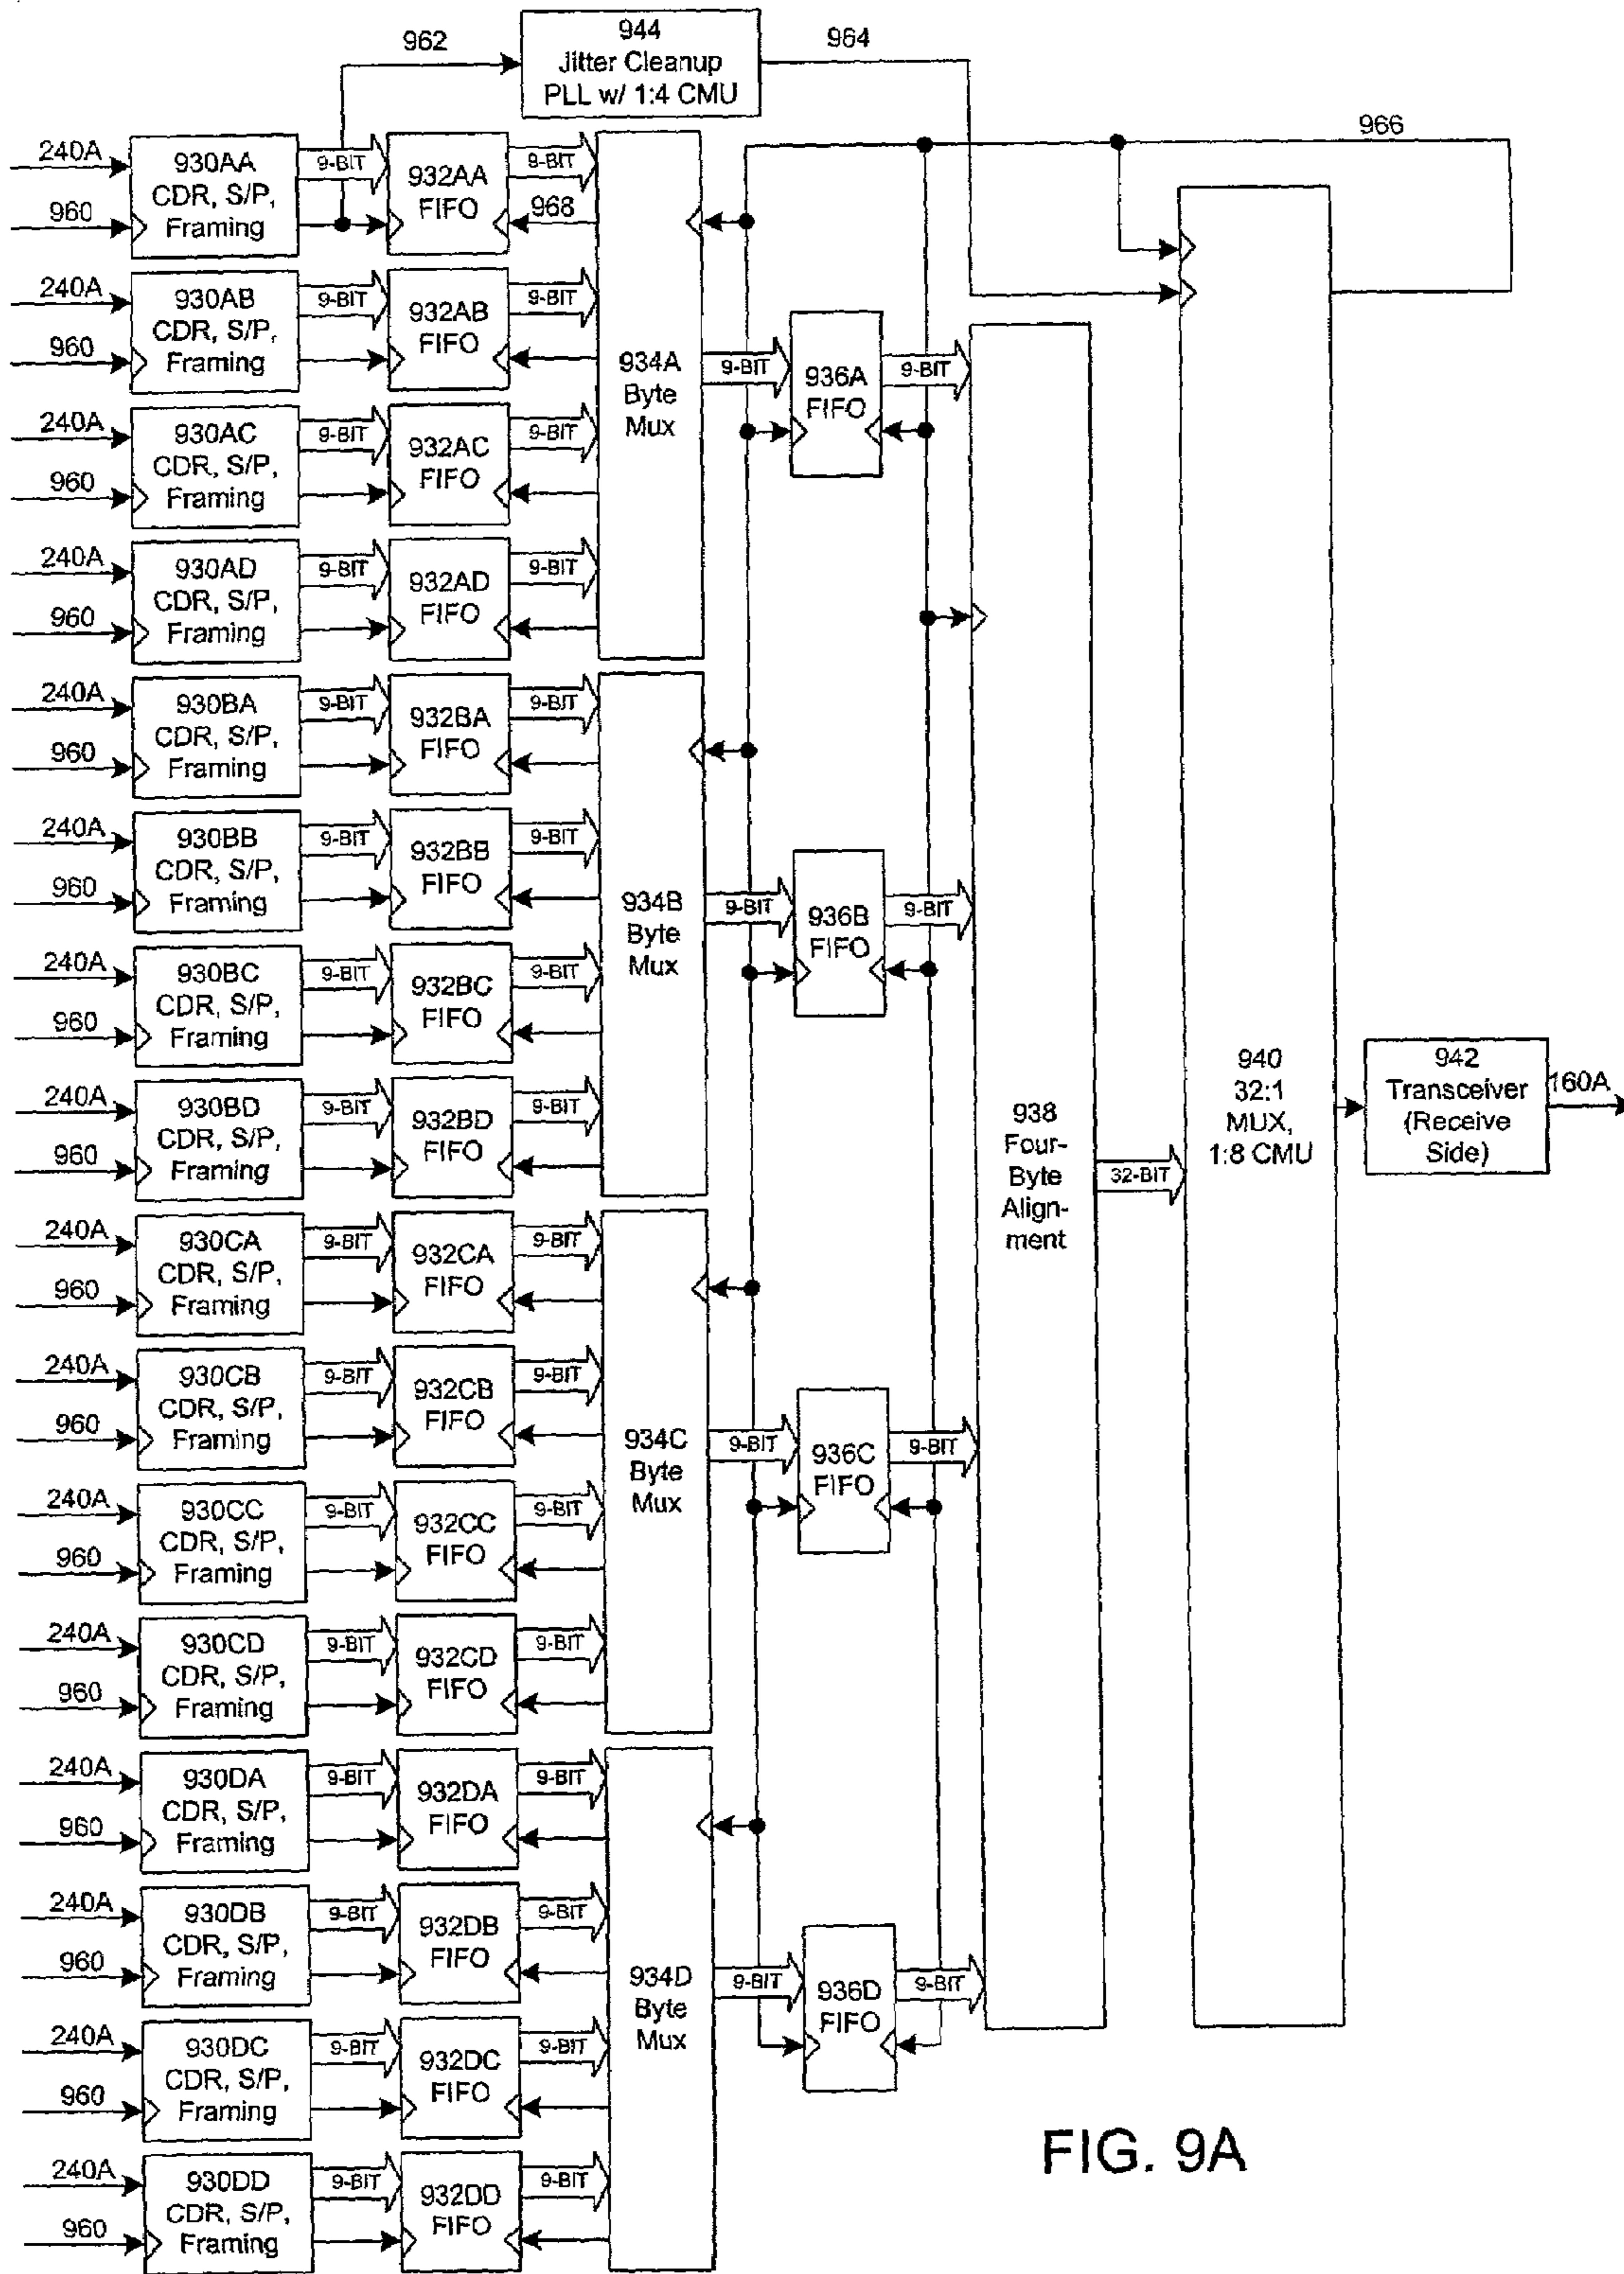 962
944
Jitter Cleanup
PLL w/ 1:4 CMU
964
966
240A
960
930AA
CDR, S/P,
Framing
9-BIT
932AA
FIFO
9-BIT
968
240A
960
930AB
CDR, S/P,
Framing
9-BIT
932AB
FIFO
9-BIT
240A
960
930AC
CDR, S/P,
Framing
9-BIT
932AC
FIFO
9-BIT
240A
960
930AD
CDR, S/P,
Framing
9-BIT
932AD
FIFO
9-BIT
934A
Byte
Mux
9-BIT
936A
FIFO
9-BIT
240A
960
930BA
CDR, S/P,
Framing
9-BIT
932BA
FIFO
9-BIT
240A
960
930BB
CDR, S/P,
Framing
9-BIT
932BB
FIFO
9-BIT
240A
960
930BC
CDR, S/P,
Framing
9-BIT
932BC
FIFO
9-BIT
240A
960
930BD
CDR, S/P,
Framing
9-BIT
932BD
FIFO
9-BIT
934B
Byte
Mux
9-BIT
936B
FIFO
9-BIT
240A
960
930CA
CDR, S/P,
Framing
9-BIT
932CA
FIFO
9-BIT
240A
960
930CB
CDR, S/P,
Framing
9-BIT
932CB
FIFO
9-BIT
240A
960
930CC
CDR, S/P,
Framing
9-BIT
932CC
FIFO
9-BIT
240A
960
930CD
CDR, S/P,
Framing
9-BIT
932CD
FIFO
9-BIT
934C
Byte
Mux
9-BIT
936C
FIFO
9-BIT
240A
960
930DA
CDR, S/P,
Framing
9-BIT
932DA
FIFO
9-BIT
240A
960
930DB
CDR, S/P,
Framing
9-BIT
932DB
FIFO
9-BIT
240A
960
930DC
CDR, S/P,
Framing
9-BIT
932DC
FIFO
9-BIT
240A
960
930DD
CDR, S/P,
Framing
9-BIT
932DD
FIFO
9-BIT
934D
Byte
Mux
9-BIT
936D
FIFO
9-BIT
938
Four-
Byte
Align-
ment
32-BIT
940
32:1
MUX,
1:8 CMU
942
Transceiver
(Receive
Side)
160A
FIG. 9A